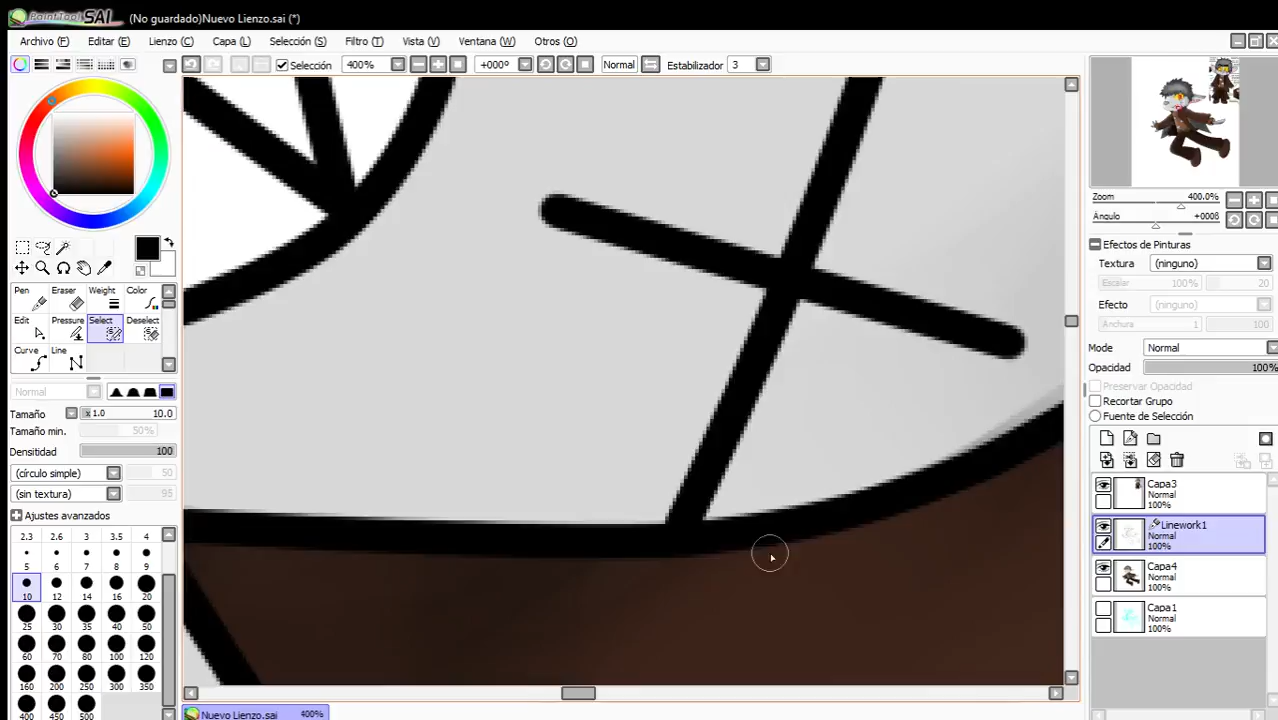 PaintTool SAI (No guardado)Nuevo Lienzo.sai (*)
Archivo (F) Editar (E) Lienzo (C) Capa (L) Selección (S) Filtro (T) Vista (V) Ventana (W) Otros (O)
Selección 400% +000º Normal Estabilizador 3
Zoom 400.0%
Ángulo +000ß
Efectos de Pinturas
Textura (ninguno)
Escalar 100% 20
Efecto (ninguno)
Anchura 1 100
Mode Normal
Opacidad 100%
Preservar Opacidad
Recortar Grupo
Fuente de Selección
Pen Eraser Weight Color
Edit Pressure Select Deselect
Curve Line
Normal
Tamaño x1.0 10.0
Tamaño min. 50%
Densitidad 100
(círculo simple) 50
(sin textura) 95
Ajustes avanzados
2.3 2.6 3 3.5 4
5 6 7 8 9
10 12 14 16 20
25 30 35 40 50
60 70 80 100 120
160 200 250 300 350
400 450 500
Capa3
Normal
100%
Linework1
Normal
100%
Capa4
Normal
100%
Capa1
Normal
100%
Nuevo Lienzo.sai 400%